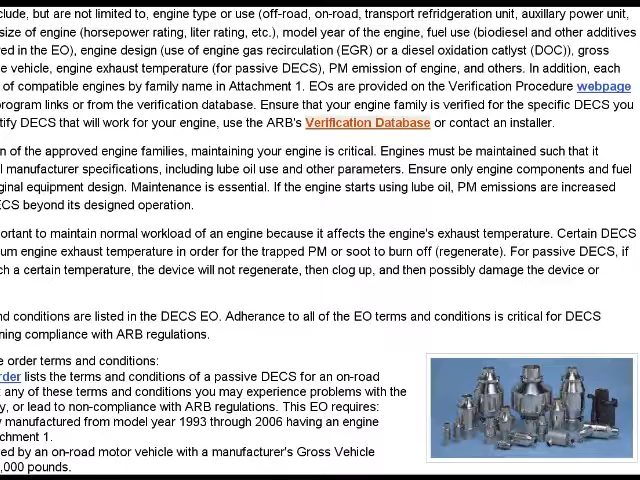 clude, but are not limited to, engine type or use (off-road, on-road, transport refridgeration unit, auxillary power unit,
size of engine (horsepower rating, liter rating, etc.), model year of the engine, fuel use (biodiesel and other additives
red in the EO), engine design (use of engine gas recirculation (EGR) or a diesel oxidation catlyst (DOC)), gross
e vehicle, engine exhaust temperature (for passive DECS), PM emission of engine, and others. In addition, each
of compatible engines by family name in Attachment 1. EOs are provided on the Verification Procedure webpage
program links or from the verification database. Ensure that your engine family is verified for the specific DECS you
tify DECS that will work for your engine, use the ARB's Verification Database or contact an installer.
n of the approved engine families, maintaining your engine is critical. Engines must be maintained such that it
l manufacturer specifications, including lube oil use and other parameters. Ensure only engine components and fuel
ginal equipment design. Maintenance is essential. If the engine starts using lube oil, PM emissions are increased
ECS beyond its designed operation.
ortant to maintain normal workload of an engine because it affects the engine's exhaust temperature. Certain DECS
um engine exhaust temperature in order for the trapped PM or soot to burn off (regenerate). For passive DECS, if
ch a certain temperature, the device will not regenerate, then clog up, and then possibly damage the device or
nd conditions are listed in the DECS EO. Adherance to all of the EO terms and conditions is critical for DECS
ning compliance with ARB regulations.
e order terms and conditions:
rder lists the terms and conditions of a passive DECS for an on-road
t any of these terms and conditions you may experience problems with the
y, or lead to non-compliance with ARB regulations. This EO requires:
y manufactured from model year 1993 through 2006 having an engine
achment 1.
ed by an on-road motor vehicle with a manufacturer's Gross Vehicle
,000 pounds.